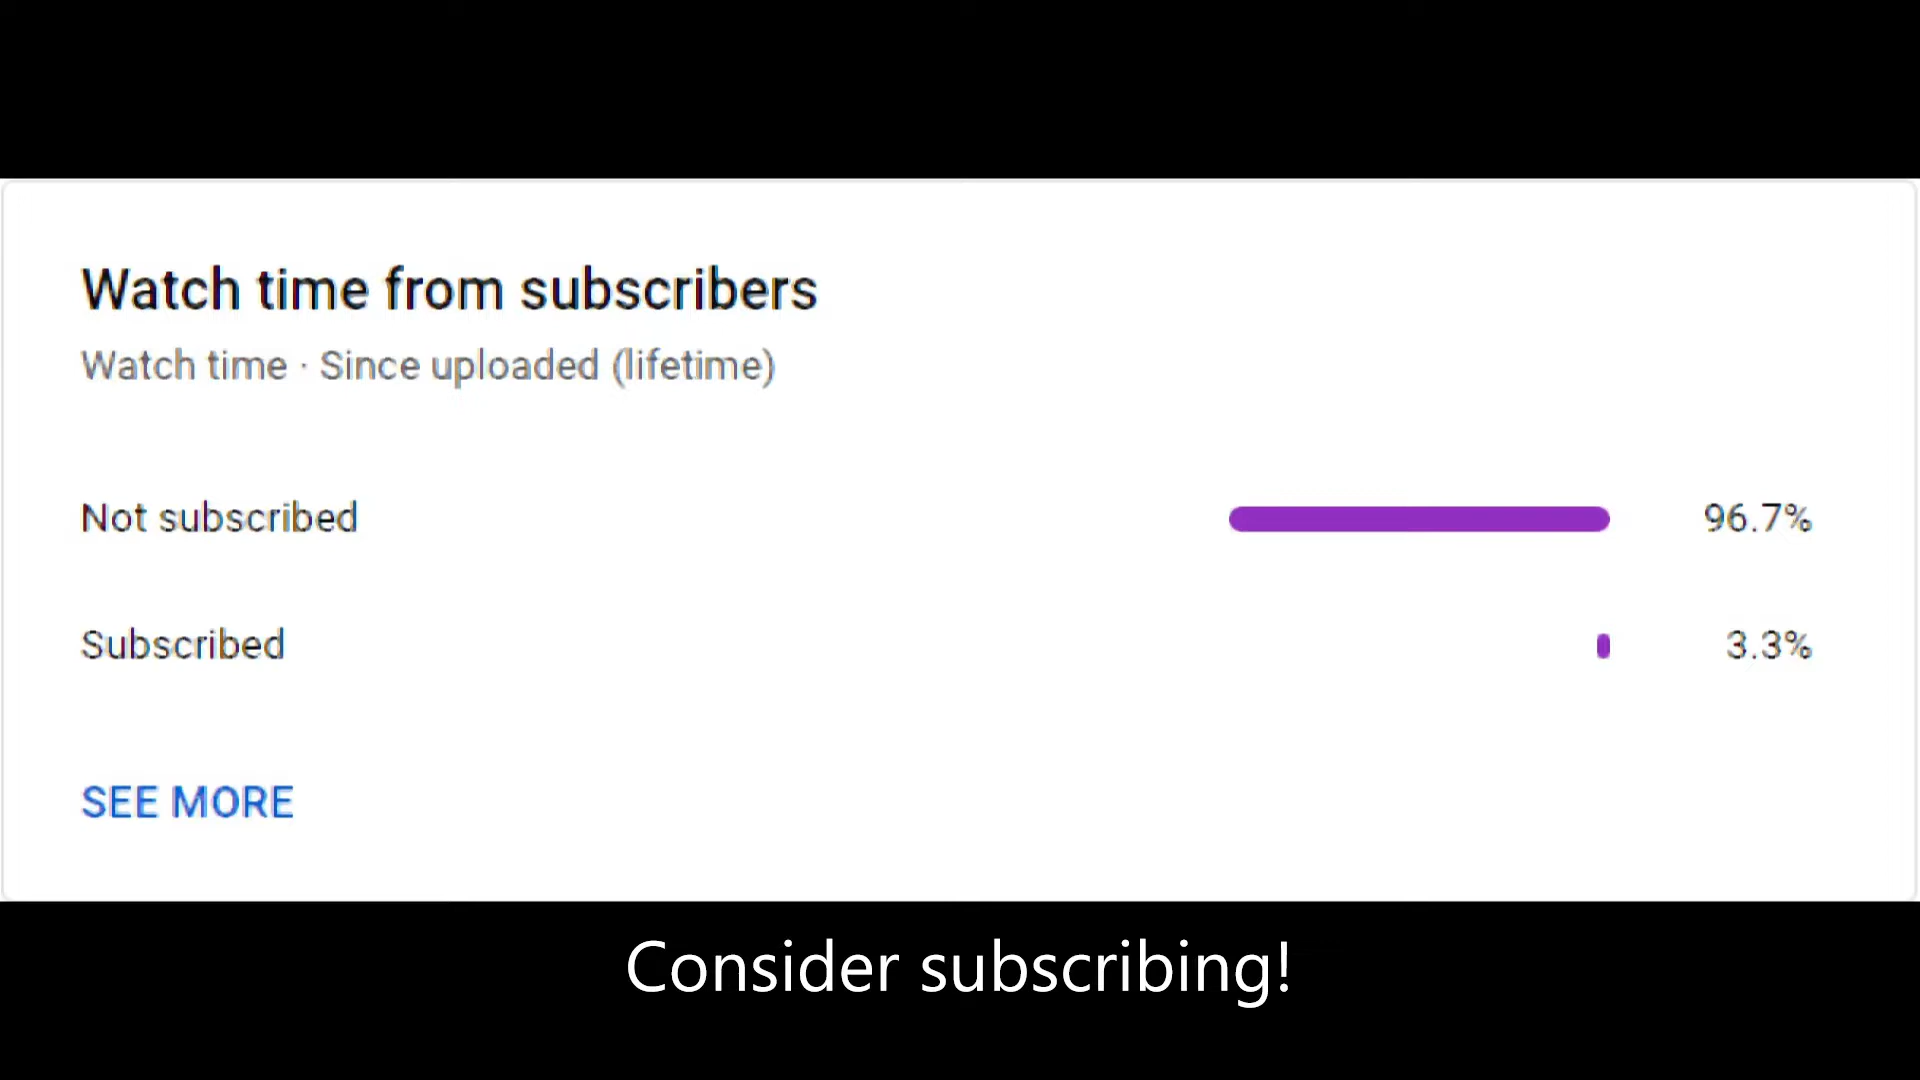 Watch time from subscribers
Watch time · Since uploaded (lifetime)
Not subscribed 96.7%
Subscribed 3.3%
SEE MORE
Consider subscribing!